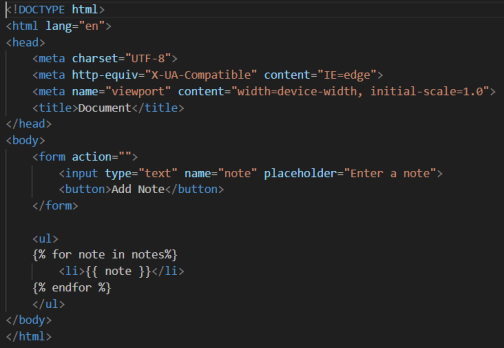 <!DOCTYPE html>
<html lang="en">
<head>
    <meta charset="UTF-8">
    <meta http-equiv="X-UA-Compatible" content="IE=edge">
    <meta name="viewport" content="width=device-width, initial-scale=1.0">
    <title>Document</title>
</head>
<body>
    <form action="">
        <input type="text" name="note" placeholder="Enter a note">
        <button>Add Note</button>
    </form>

    <ul>
    {% for note in notes%}
        <li>{{ note }}</li>
    {% endfor %}
    </ul>
</body>
</html>